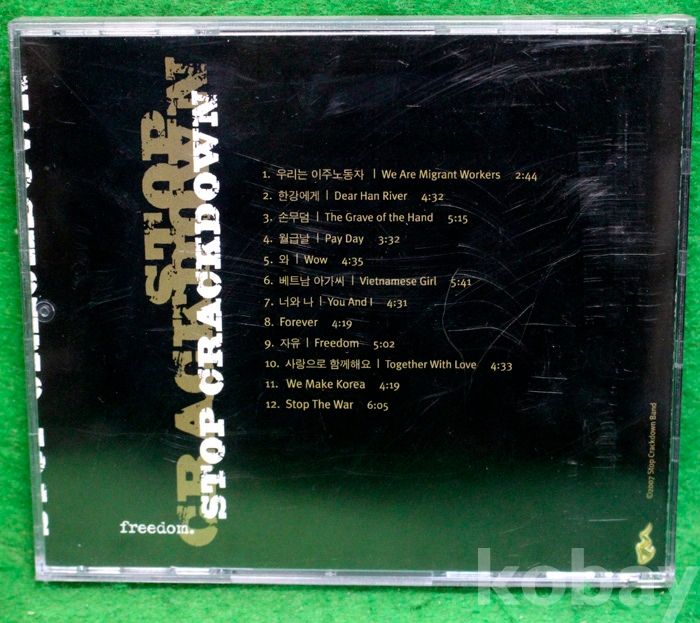 STOP
CRACKDOWN
STOP CRACKDOWN
freedom.
1. 우리는 이주노동자 | We Are Migrant Workers 2:44
2. 한강에게 | Dear Han River 4:32
3. 손무덤 | The Grave of the Hand 5:15
4. 월급날 | Pay Day 3:32
5. 와 | Wow 4:35
6. 베트남 아가씨 | Vietnamese Girl 5:41
7. 너와 나 | You And I 4:31
8. Forever 4:19
9. 자유 | Freedom 5:02
10. 사랑으로 함께해요 | Together With Love 4:33
11. We Make Korea 4:19
12. Stop The War 6:05
©2007 Stop Crackdown Band
kobay